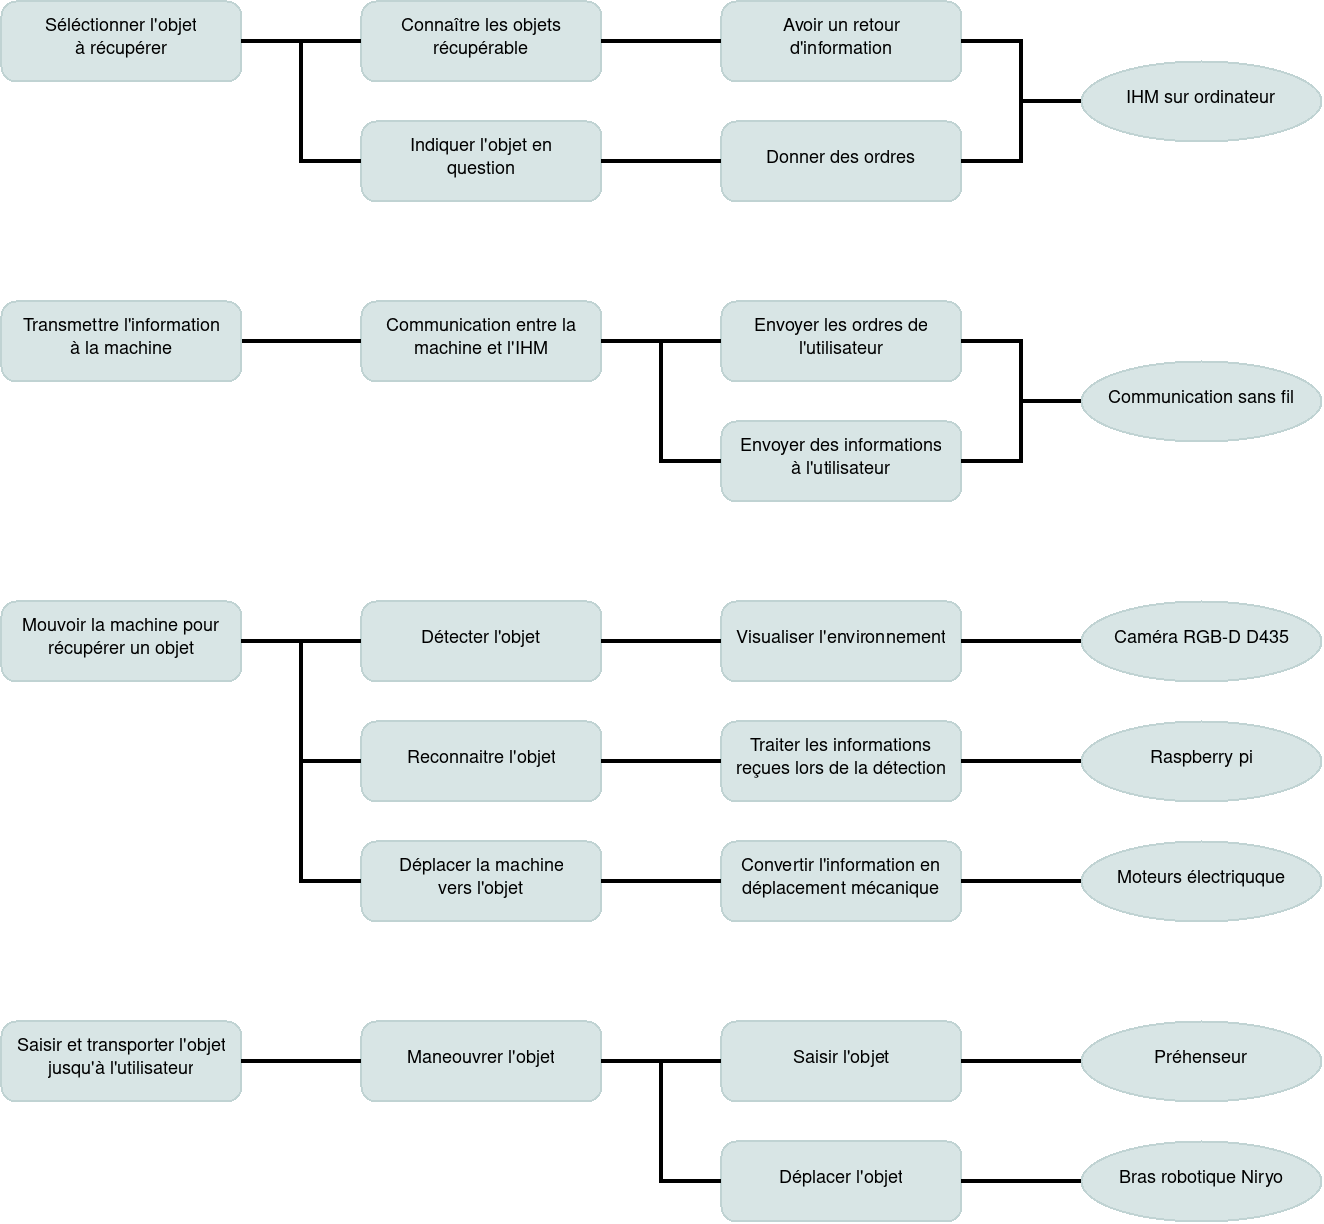 Séléctionner l'objet
à récupérer
Connaître les objets
récupérable
Avoir un retour
d'information
IHM sur ordinateur
Indiquer l'objet en
question
Donner des ordres
Transmettre l'information
à la machine
Communication entre la
machine et l'IHM
Envoyer les ordres de
l'utilisateur
Communication sans fil
Envoyer des informations
à l'utilisateur
Mouvoir la machine pour
récupérer un objet
Détecter l'objet
Visualiser l'environnement
Caméra RGB-D D435
Reconnaitre l'objet
Traiter les informations
reçues lors de la détection
Raspberry pi
Déplacer la machine
vers l'objet
Convertir l'information en
déplacement mécanique
Moteurs électriquque
Saisir et transporter l'objet
jusqu'à l'utilisateur
Maneouvrer l'objet
Saisir l'objet
Préhenseur
Déplacer l'objet
Bras robotique Niryo